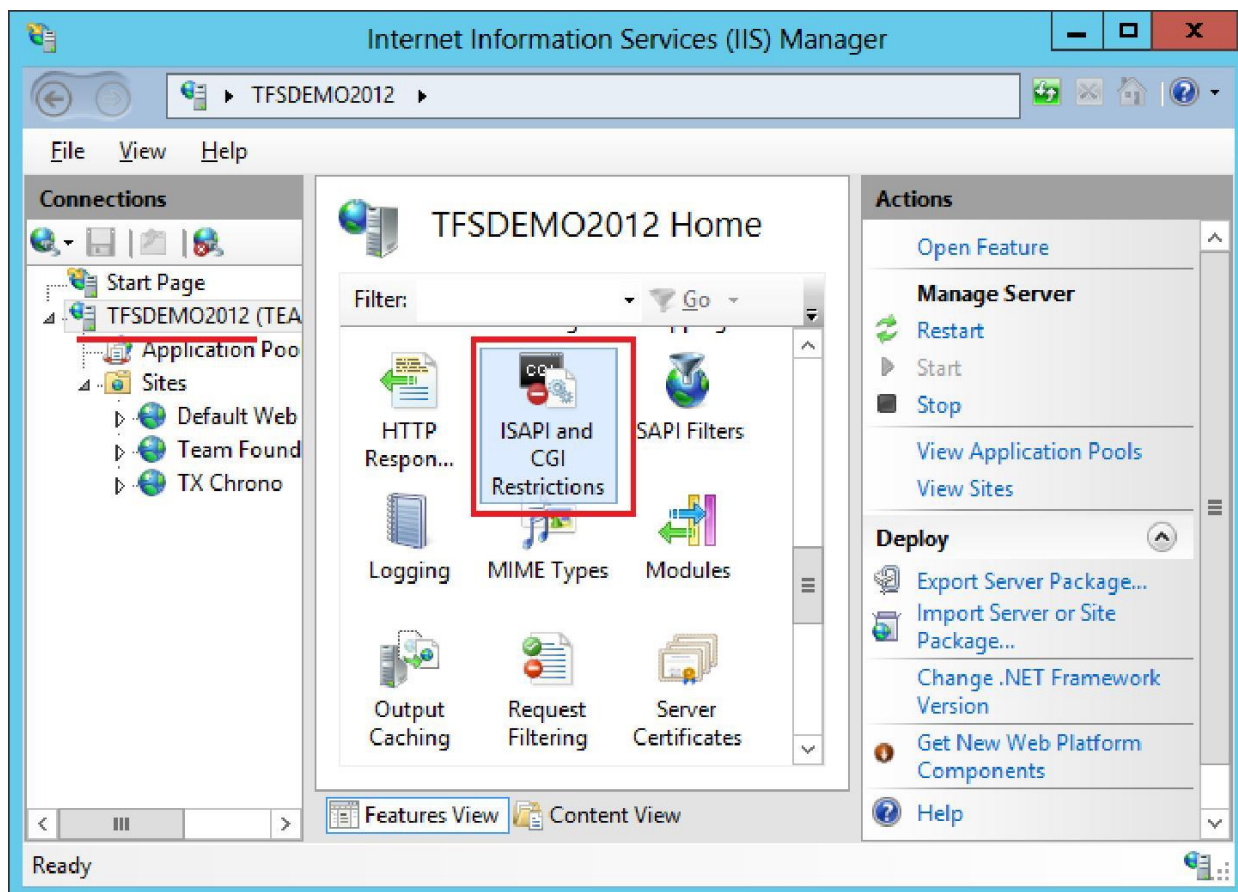 Internet Information Services (IIS) Manager
TFSDEMO2012
File View Help
Connections
Start Page
TFSDEMO2012 (TEA
Application Poo
Sites
Default Web
Team Found
TX Chrono
TFSDEMO2012 Home
Filter:
Go
HTTP
Respon...
ISAPI and
CGI
Restrictions
SAPI Filters
Logging
MIME Types
Modules
Output
Caching
Request
Filtering
Server
Certificates
Features View
Content View
Actions
Open Feature
Manage Server
Restart
Start
Stop
View Application Pools
View Sites
Deploy
Export Server Package...
Import Server or Site
Package...
Change .NET Framework
Version
Get New Web Platform
Components
Help
Ready